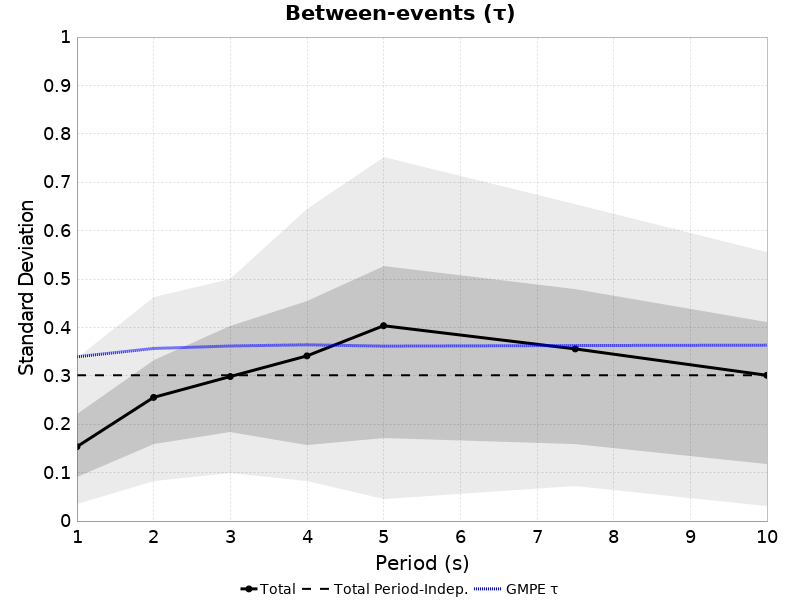 Between-events (τ)
1
0.9
0.8
0.7
0.6
0.5
0.4
0.3
0.2
0.1
0
Standard Deviation
1 2 3 4 5 6 7 8 9 10
Period (s)
Total Total Period-Indep. GMPE τ